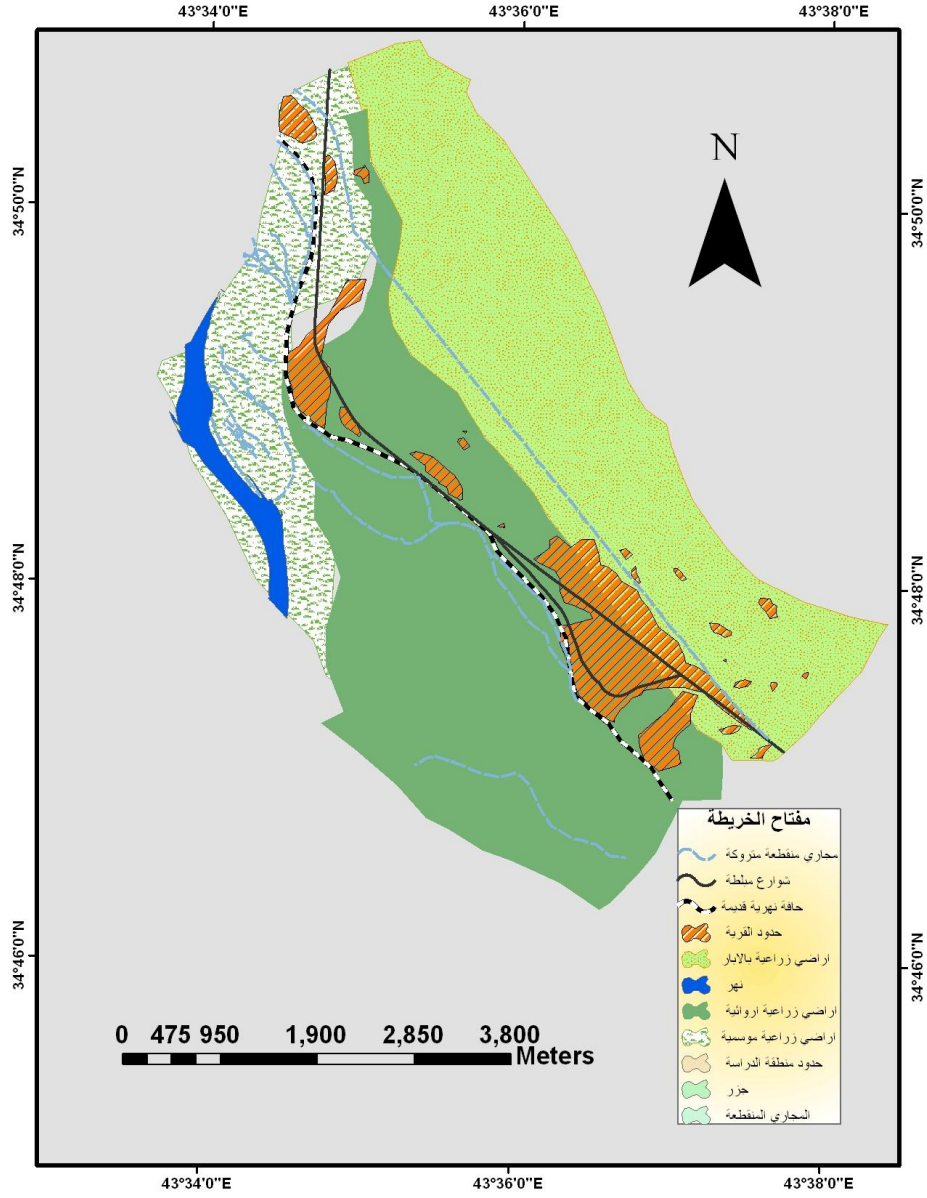 43°34'0"E 43°36'0"E 43°38'0"E
N
34°50'0"N 34°50'0"N
34°48'0"N 34°48'0"N
مفتاح الخريطة
مجاري منقطعة متروكة
شوارع مبلطة
حافة نهرية قديمة
حدود القرية
اراضي زراعية بالابار
نهر
اراضي زراعية اروائية
اراضي زراعية موسمية
حدود منطقة الدراسة
جزر
المجاري المنقطعة
34°46'0"N 34°46'0"N
0 475 950 1,900 2,850 3,800
Meters
43°34'0"E 43°36'0"E 43°38'0"E